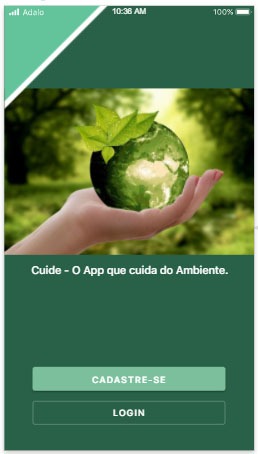 Adalo 10:36 AM 100%
Cuide - O App que cuida do Ambiente.
CADASTRE-SE
LOGIN